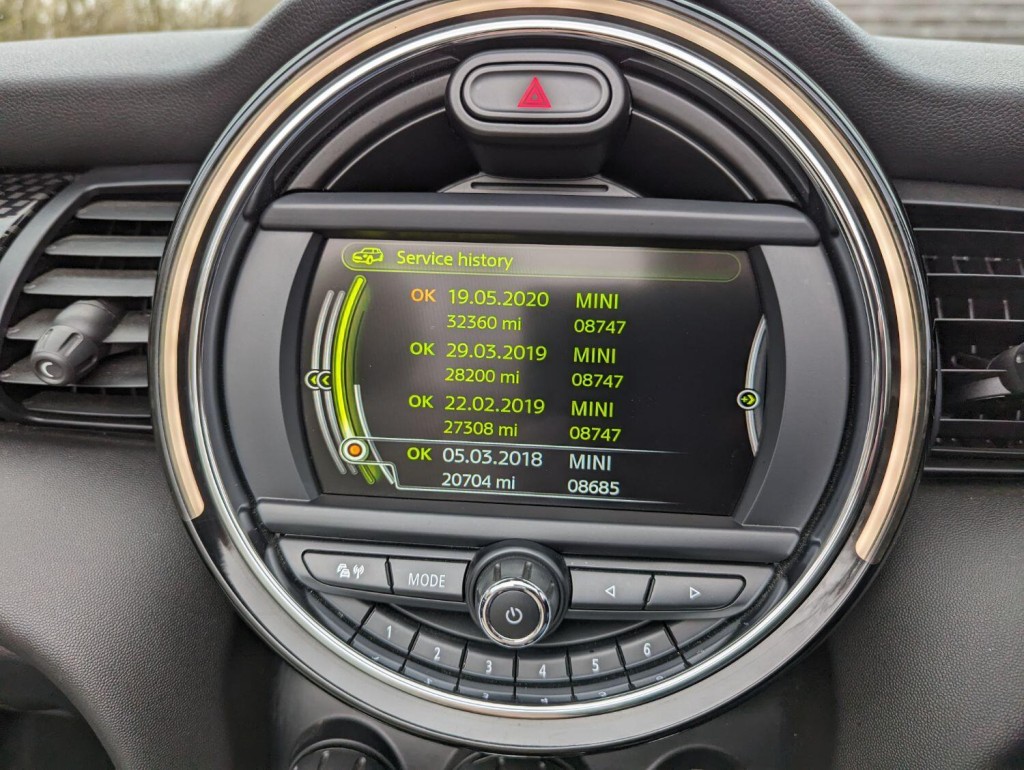 Service history
OK 19.05.2020 MINI
32360 mi 08747
OK 29.03.2019 MINI
28200 mi 08747
OK 22.02.2019 MINI
27308 mi 08747
OK 05.03.2018 MINI
20704 mi 08685
MODE
1 2 3 4 5 6